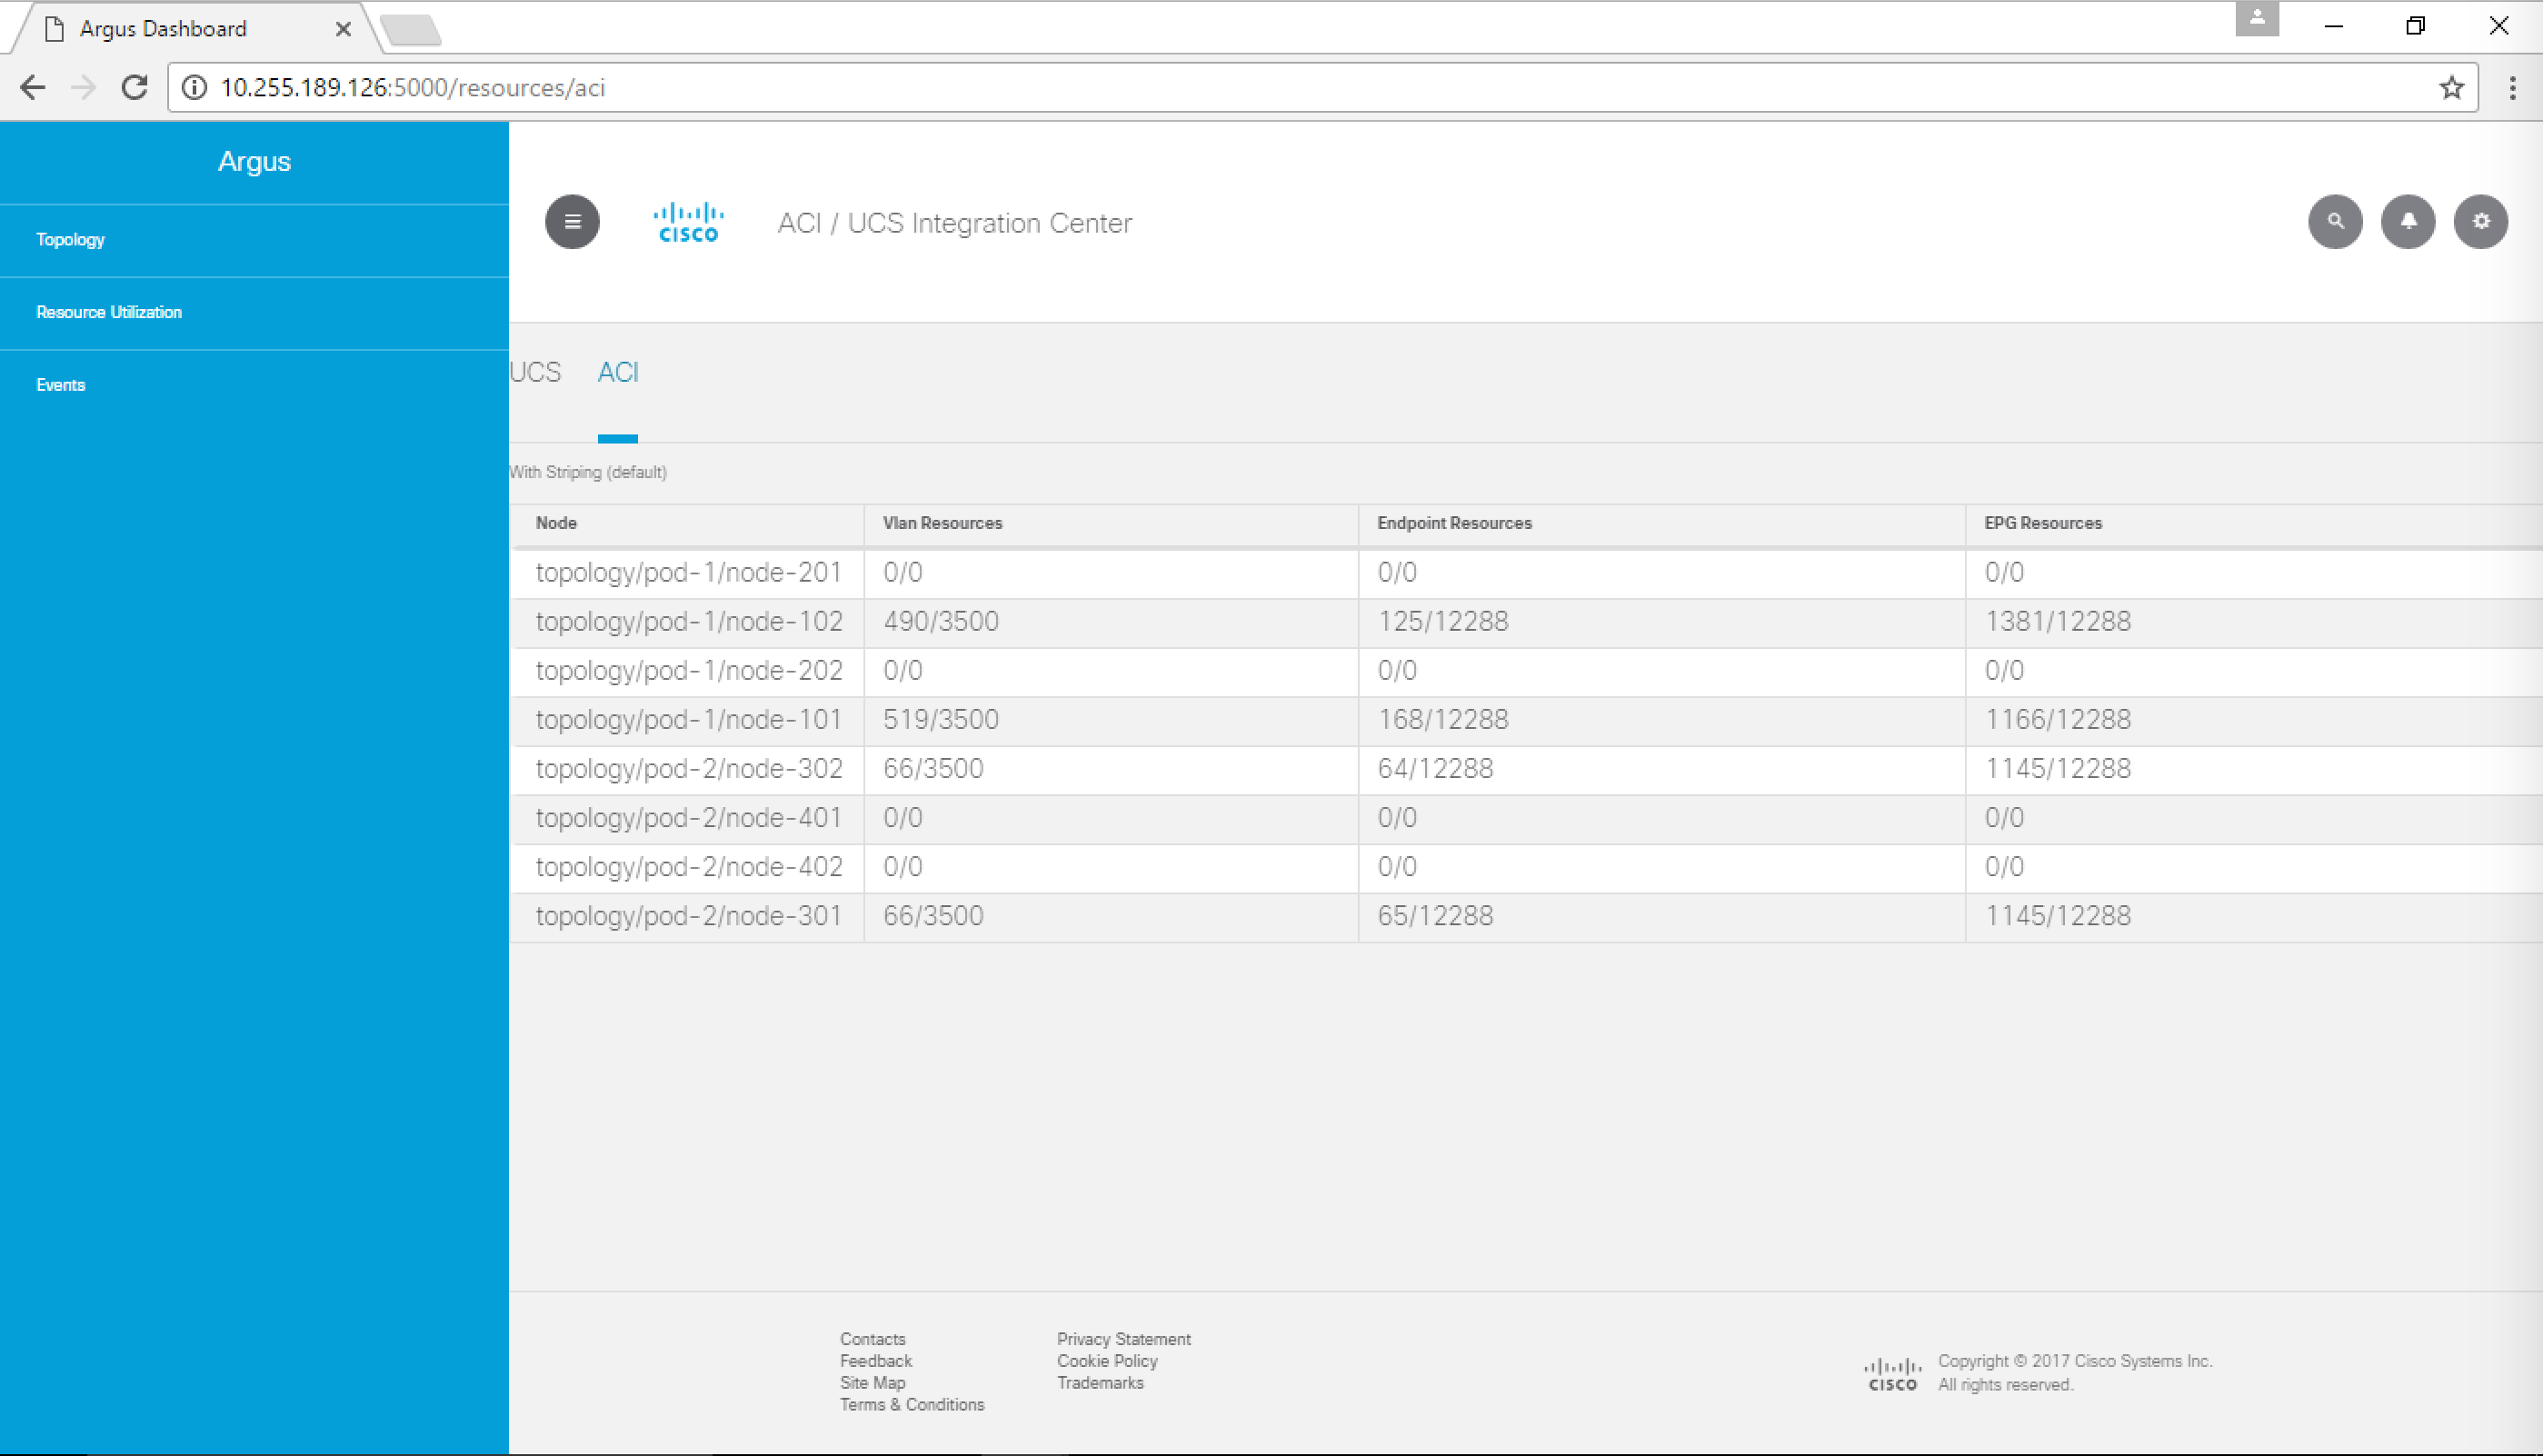 Argus Dashboard
10.255.189.126:5000/resources/aci
Argus
Topology
Resource Utilization
Events
CISCO
ACI / UCS Integration Center
UCS ACI
With Striping (default)
Node Vlan Resources Endpoint Resources EPG Resources
topology/pod-1/node-201 0/0 0/0 0/0
topology/pod-1/node-102 490/3500 125/12288 1381/12288
topology/pod-1/node-202 0/0 0/0 0/0
topology/pod-1/node-101 519/3500 168/12288 1166/12288
topology/pod-2/node-302 66/3500 64/12288 1145/12288
topology/pod-2/node-401 0/0 0/0 0/0
topology/pod-2/node-402 0/0 0/0 0/0
topology/pod-2/node-301 66/3500 65/12288 1145/12288
Contacts
Feedback
Site Map
Terms & Conditions
Privacy Statement
Cookie Policy
Trademarks
CISCO
Copyright © 2017 Cisco Systems Inc.
All rights reserved.